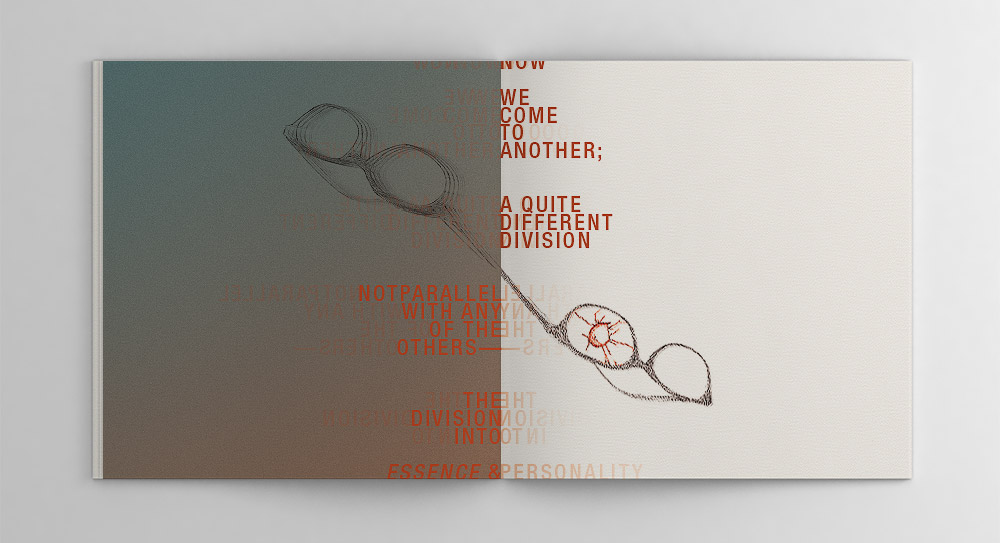 NOW
WE
COME
TO
ANOTHER;
A QUITE
DIFFERENT
DIVISION
NOTPARALLEL
WITH ANY
OF THE
OTHERS——
THE
DIVISION
INTO
ESSENCE & PERSONALITY